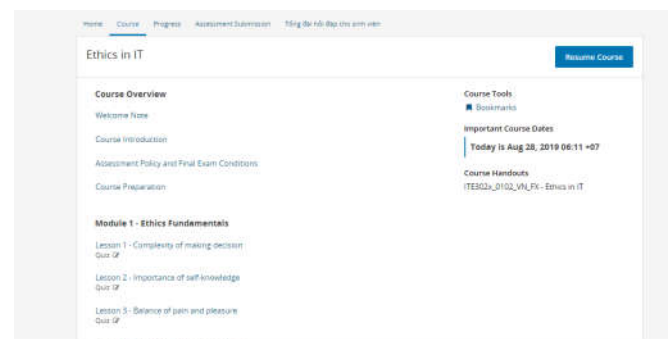 Home Course Progress Assessment Submission Tổng đài hỏi đáp cho sinh viên
Ethics in IT
Resume Course
Course Overview
Welcome Note
Course Introduction
Assessment Policy and Final Exam Conditions
Course Preparation
Module 1 - Ethics Fundamentals
Lesson 1 - Complexity of making decision
Quiz
Lesson 2 - Importance of self-knowledge
Quiz
Lesson 3 - Balance of pain and pleasure
Quiz
Course Tools
Bookmarks
Important Course Dates
Today is Aug 28, 2019 06:11 +07
Course Handouts
ITE302x_0102_VN_FX - Ethics in IT